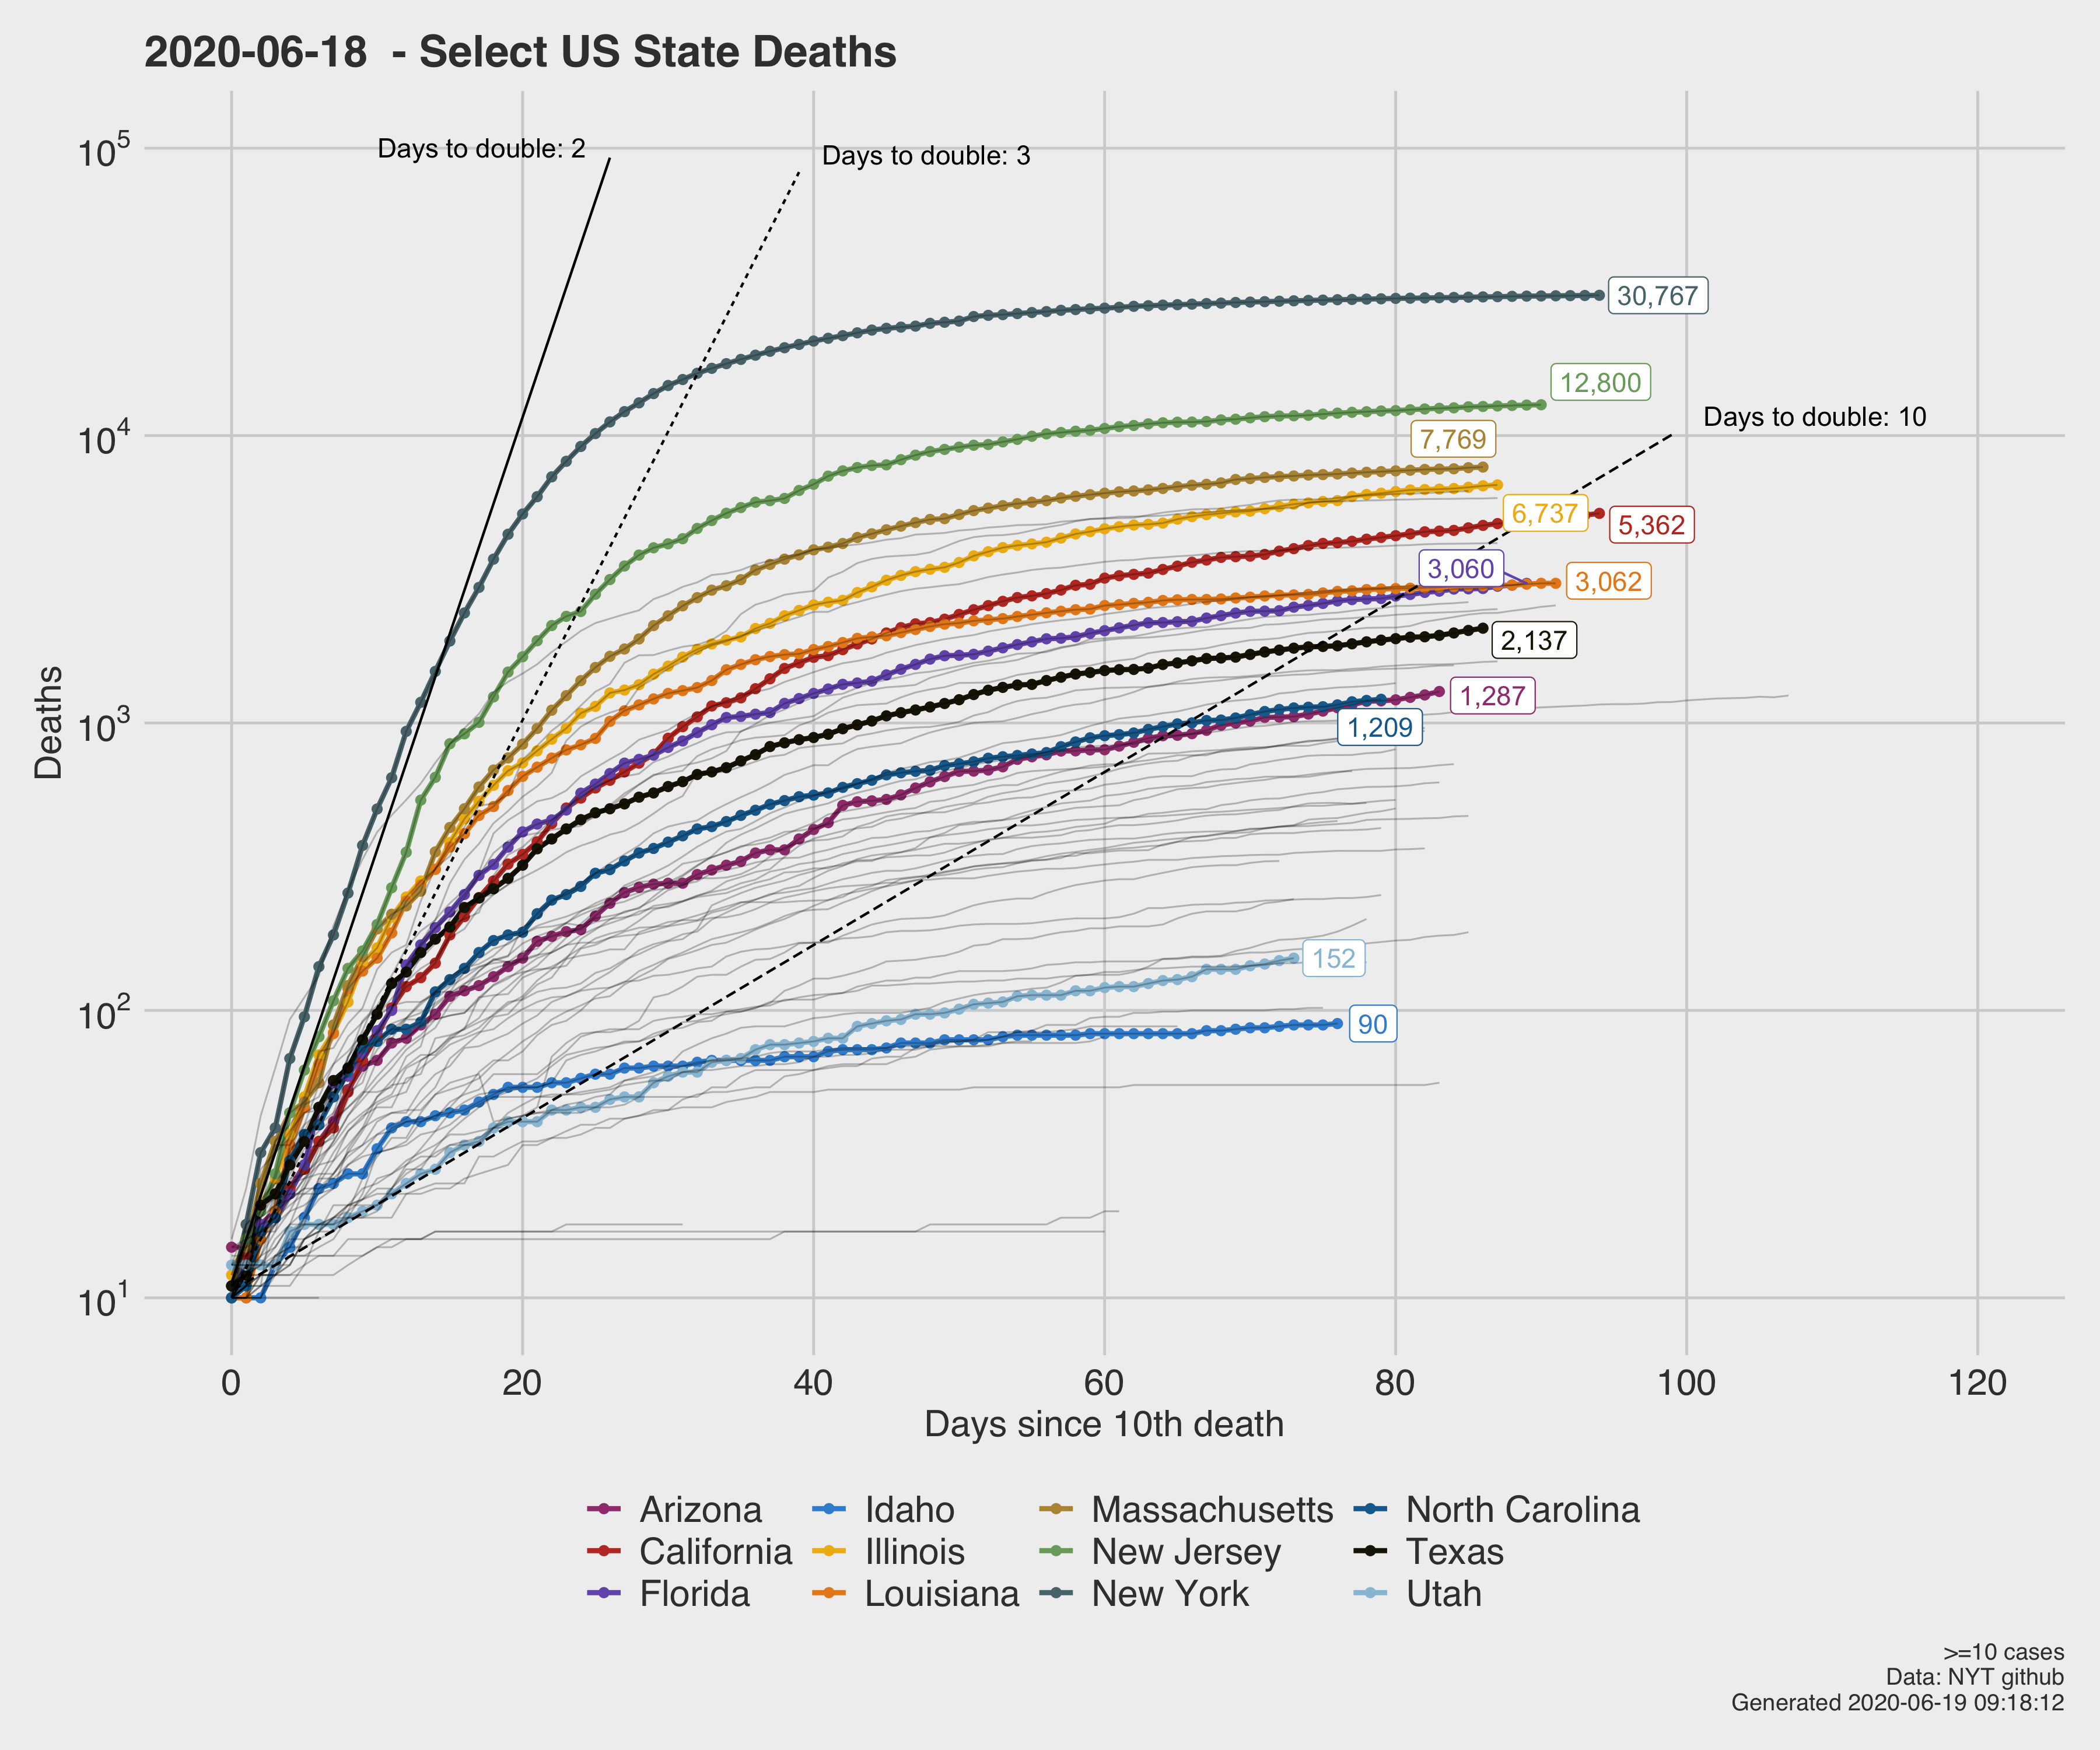 2020-06-18  - Select US State Deaths
Days to double: 2
Days to double: 3
Days to double: 10
10^5
10^4
10^3
10^2
10^1
Deaths
30,767
12,800
7,769
6,737
5,362
3,060
3,062
2,137
1,287
1,209
152
90
0 20 40 60 80 100 120
Days since 10th death
Arizona Idaho Massachusetts North Carolina
California Illinois New Jersey Texas
Florida Louisiana New York Utah
>=10 cases
Data: NYT github
Generated 2020-06-19 09:18:12